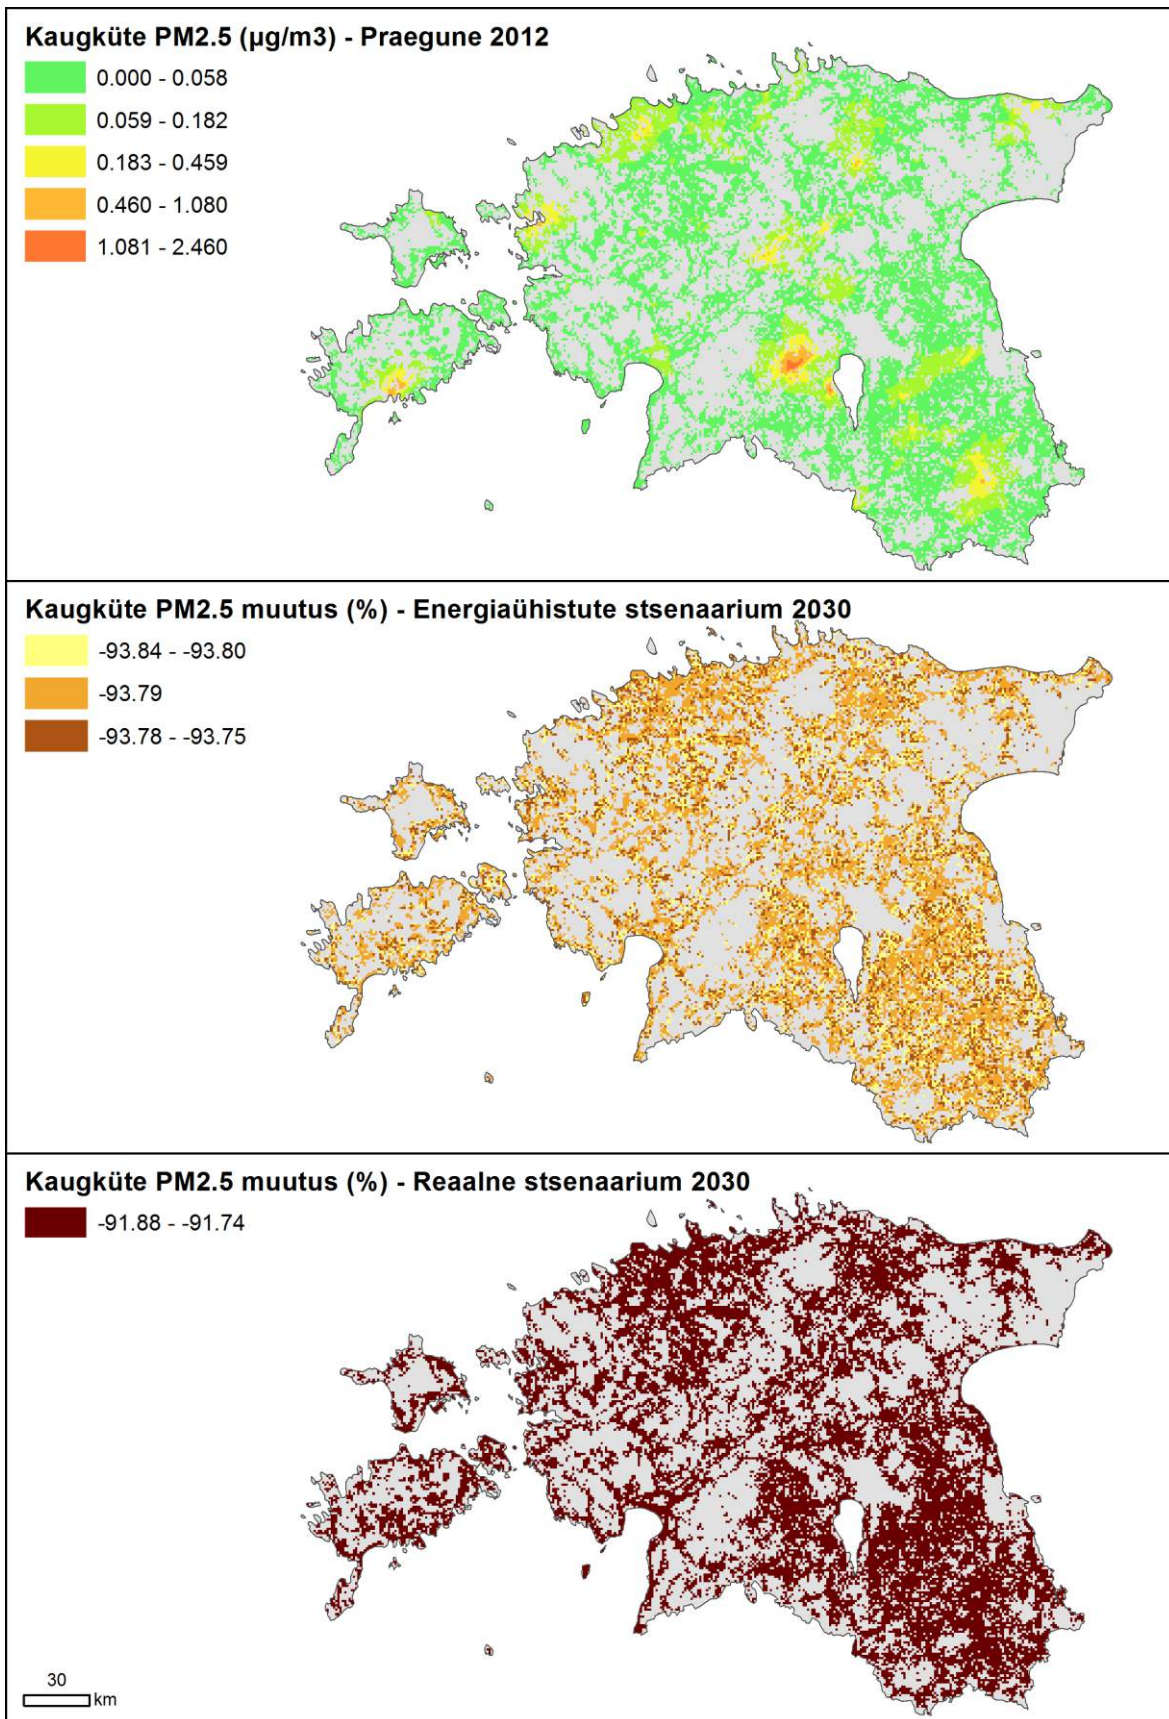 Kaugküte PM2.5 (µg/m3) - Praegune 2012
0.000 - 0.058
0.059 - 0.182
0.183 - 0.459
0.460 - 1.080
1.081 - 2.460
Kaugküte PM2.5 muutus (%) - Energiaühistute stsenaarium 2030
-93.84 - -93.80
-93.79
-93.78 - -93.75
Kaugküte PM2.5 muutus (%) - Reaalne stsenaarium 2030
-91.88 - -91.74
30
km